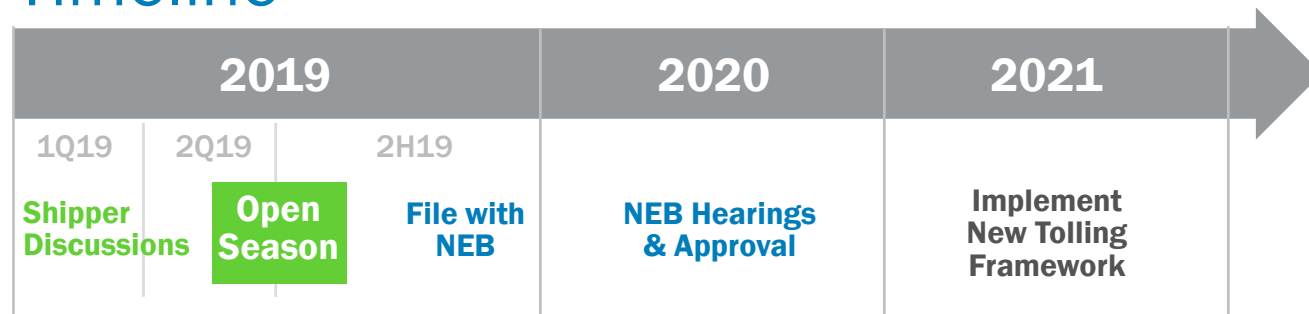 Timeline
2019 2020 2021
1Q19 2Q19 2H19
Shipper
Discussions
Open
Season
File with
NEB
NEB Hearings
& Approval
Implement
New Tolling
Framework